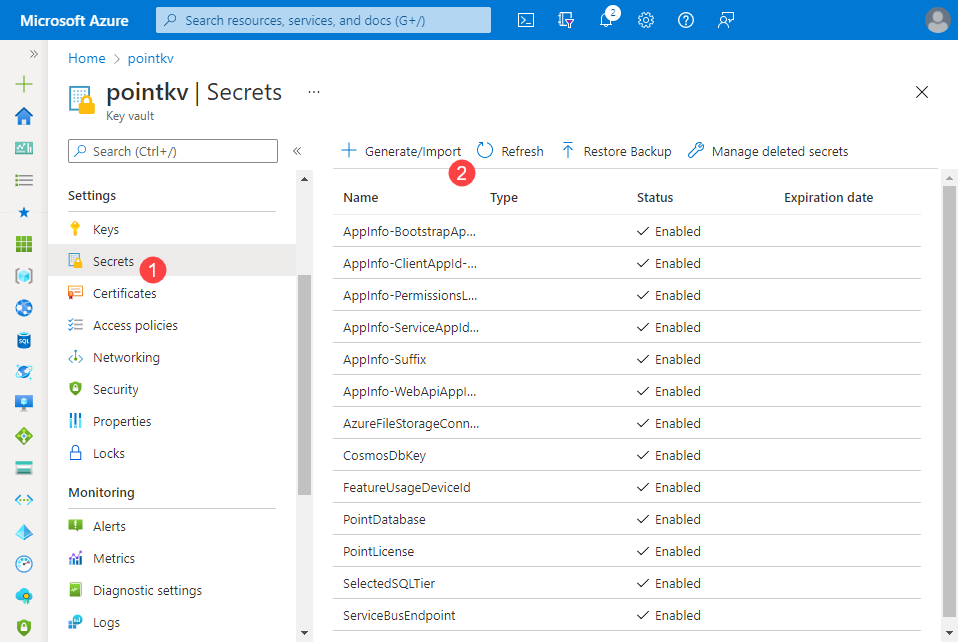 Microsoft Azure
Search resources, services, and docs (G+/)
2
Home > pointkv
pointkv | Secrets ...
Key vault
Search (Ctrl+/)
Generate/Import
Refresh
Restore Backup
Manage deleted secrets
2
Settings
Keys
Secrets
1
Certificates
Access policies
Networking
Security
Properties
Locks
Monitoring
Alerts
Metrics
Diagnostic settings
Logs
Name Type Status Expiration date
AppInfo-BootstrapAp... Enabled
AppInfo-ClientAppId-... Enabled
AppInfo-PermissionsL... Enabled
AppInfo-ServiceAppId... Enabled
AppInfo-Suffix Enabled
AppInfo-WebApiAppI... Enabled
AzureFileStorageConn... Enabled
CosmosDbKey Enabled
FeatureUsageDeviceId Enabled
PointDatabase Enabled
PointLicense Enabled
SelectedSQLTier Enabled
ServiceBusEndpoint Enabled
SQL